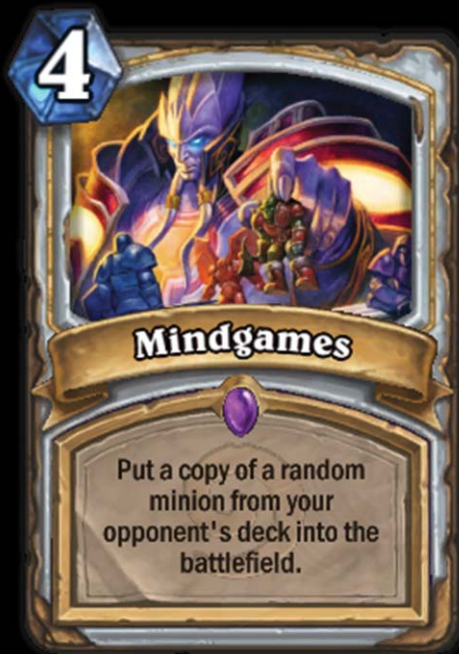 4
Mindgames
Put a copy of a random
minion from your
opponent's deck into the
battlefield.